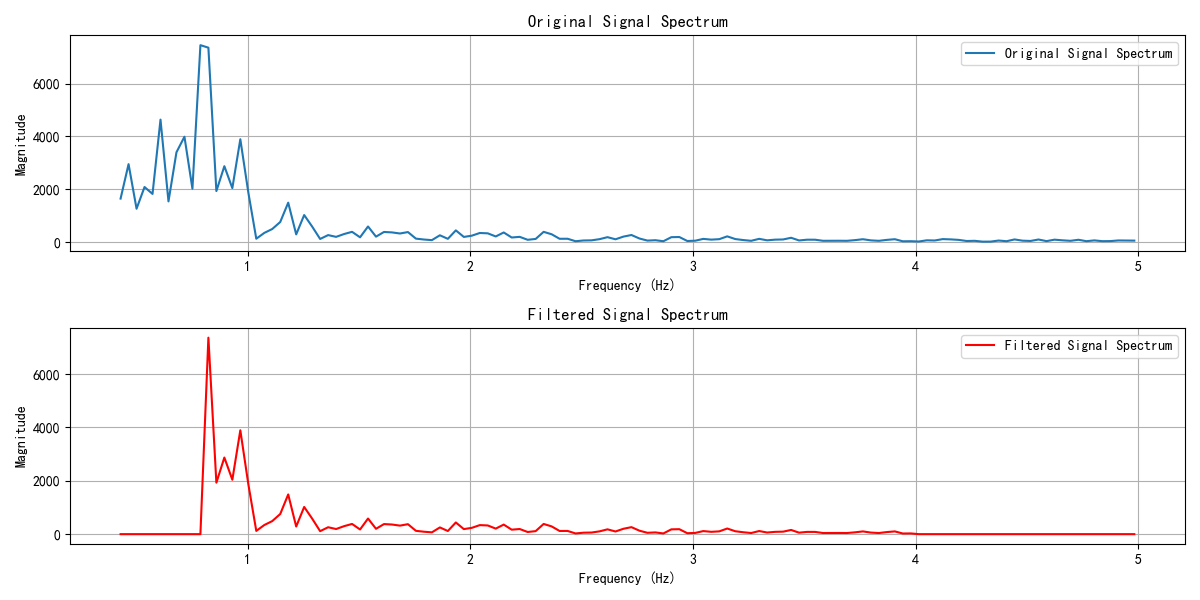 Original Signal Spectrum
Original Signal Spectrum
Magnitude
6000
4000
2000
0
1 2 3 4 5
Frequency (Hz)
Filtered Signal Spectrum
Filtered Signal Spectrum
Magnitude
6000
4000
2000
0
1 2 3 4 5
Frequency (Hz)